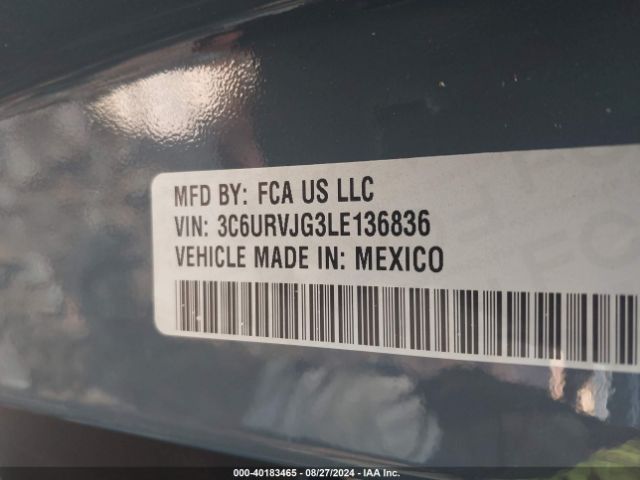 MFD BY: FCA US LLC
VIN: 3C6URVJG3LE136836
VEHICLE MADE IN: MEXICO
000-40183465 - 08/27/2024 - IAA Inc.